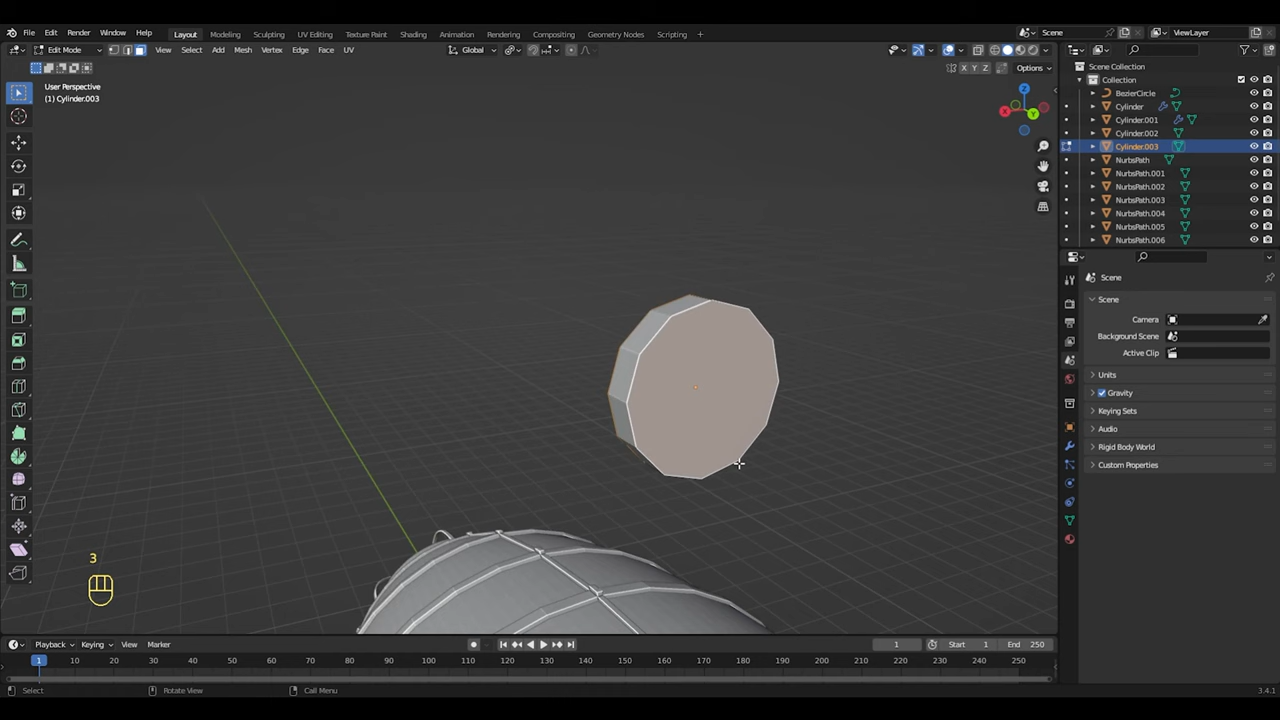 File Edit Render Window Help Layout Modeling Sculpting UV Editing Texture Paint Shading Animation Rendering Compositing Geometry Nodes Scripting + Scene ViewLayer
Edit Mode View Select Add Mesh Vertex Edge Face UV Global
X Y Z Options
User Perspective
(1) Cylinder.003
X Y Z
Scene Collection
Collection
BezierCircle
Cylinder
Cylinder.001
Cylinder.002
Cylinder.003
NurbsPath
NurbsPath.001
NurbsPath.002
NurbsPath.003
NurbsPath.004
NurbsPath.005
NurbsPath.006
Scene
Scene
Camera
Background Scene
Active Clip
Units
Gravity
Keying Sets
Audio
Rigid Body World
Custom Properties
3
Playback Keying View Marker 1 Start 1 End 250
1 10 20 30 40 50 60 70 80 90 100 110 120 130 140 150 160 170 180 190 200 210 220 230 240 250
Select Rotate View Call Menu 3.4.1